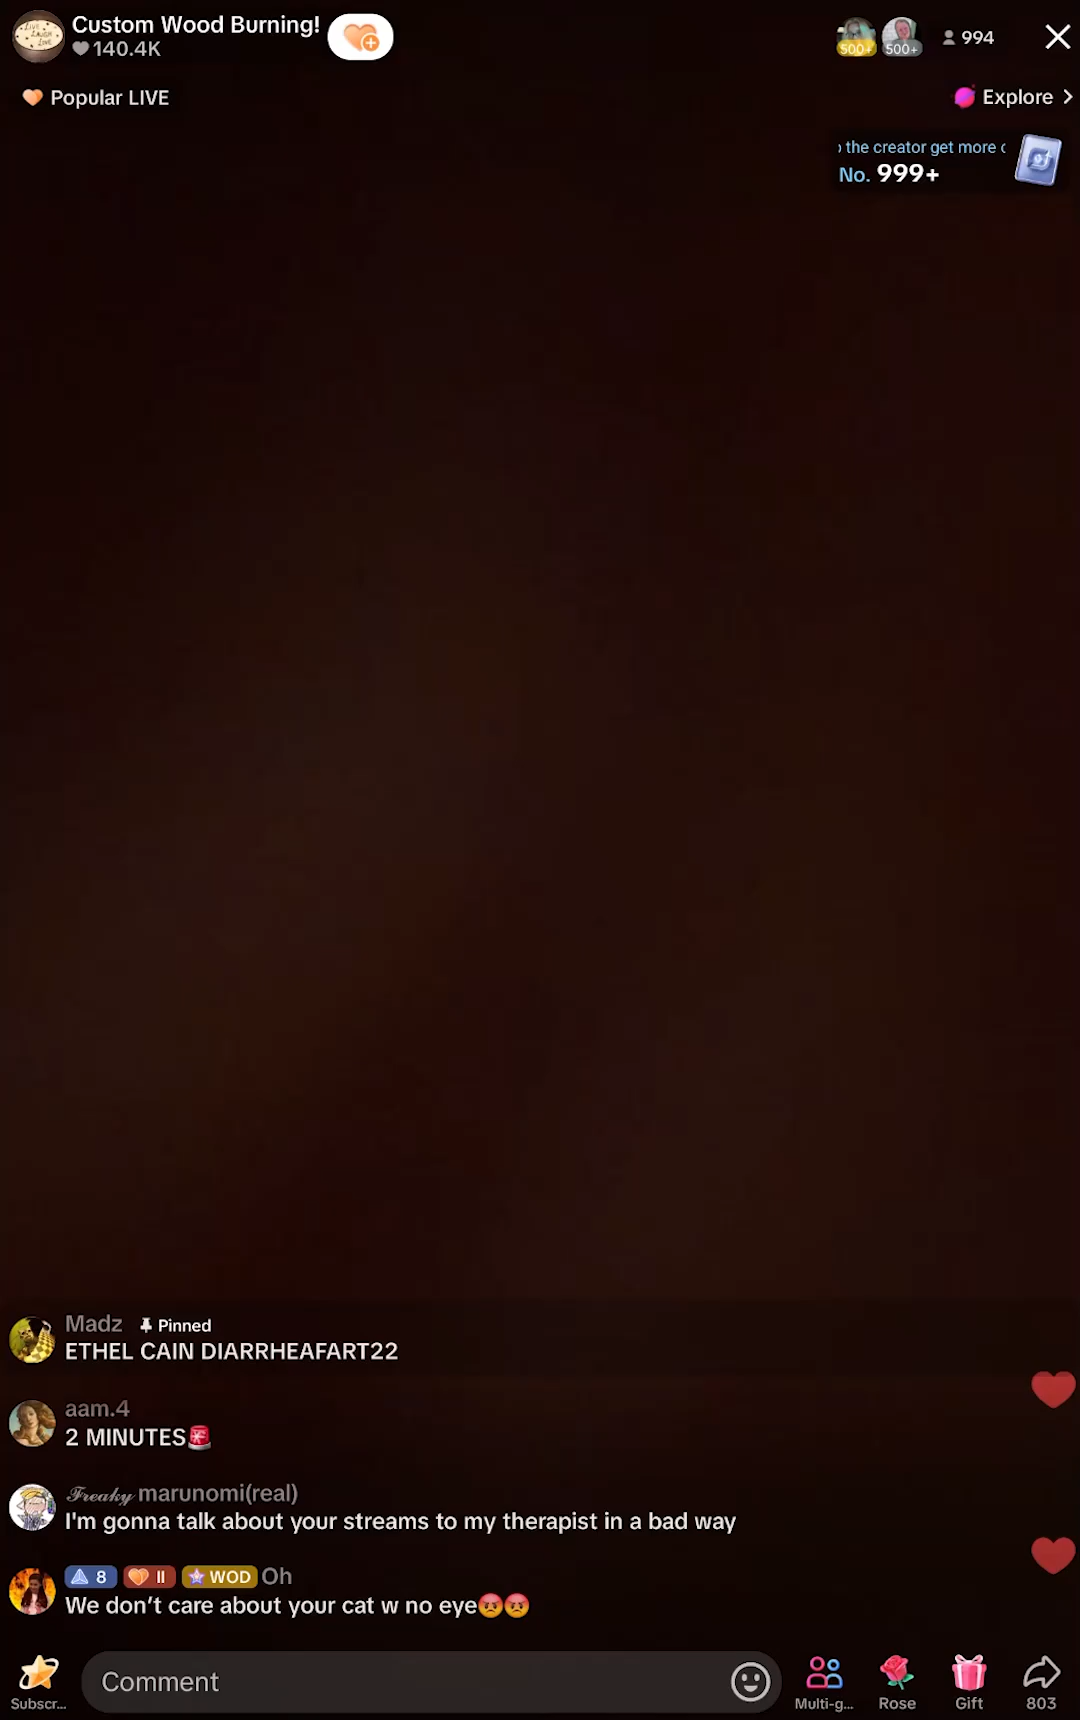 Custom Wood Burning!
140.4K
500+
500+
994
Popular LIVE
Explore
the creator get more
No. 999+
Madz Pinned
ETHEL CAIN DIARRHEAFART22
aam.4
2 MINUTES🚨
𝓕𝓻𝓮𝓪𝓴𝔂 marunomi(real)
I'm gonna talk about your streams to my therapist in a bad way
8 II WOD Oh
We don’t care about your cat w no eye😡😡
Subscr...
Comment
Multi-g...
Rose
Gift
803